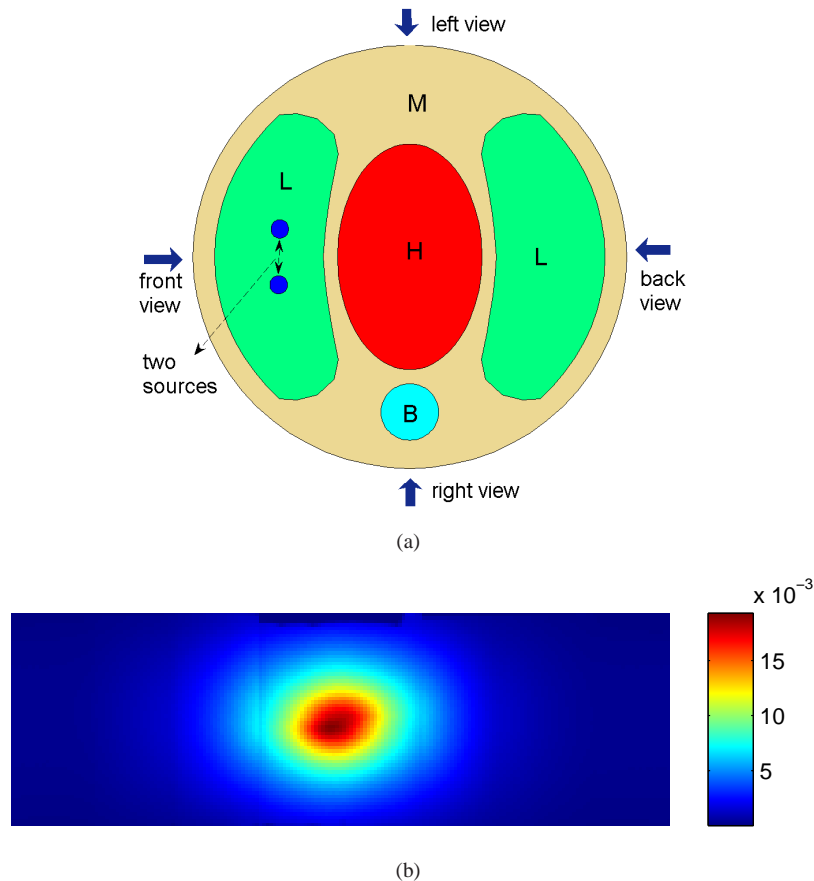 left view
M
L
H
L
front
view
back
view
two
sources
B
right view
(a)
x 10⁻³
15
10
5
(b)